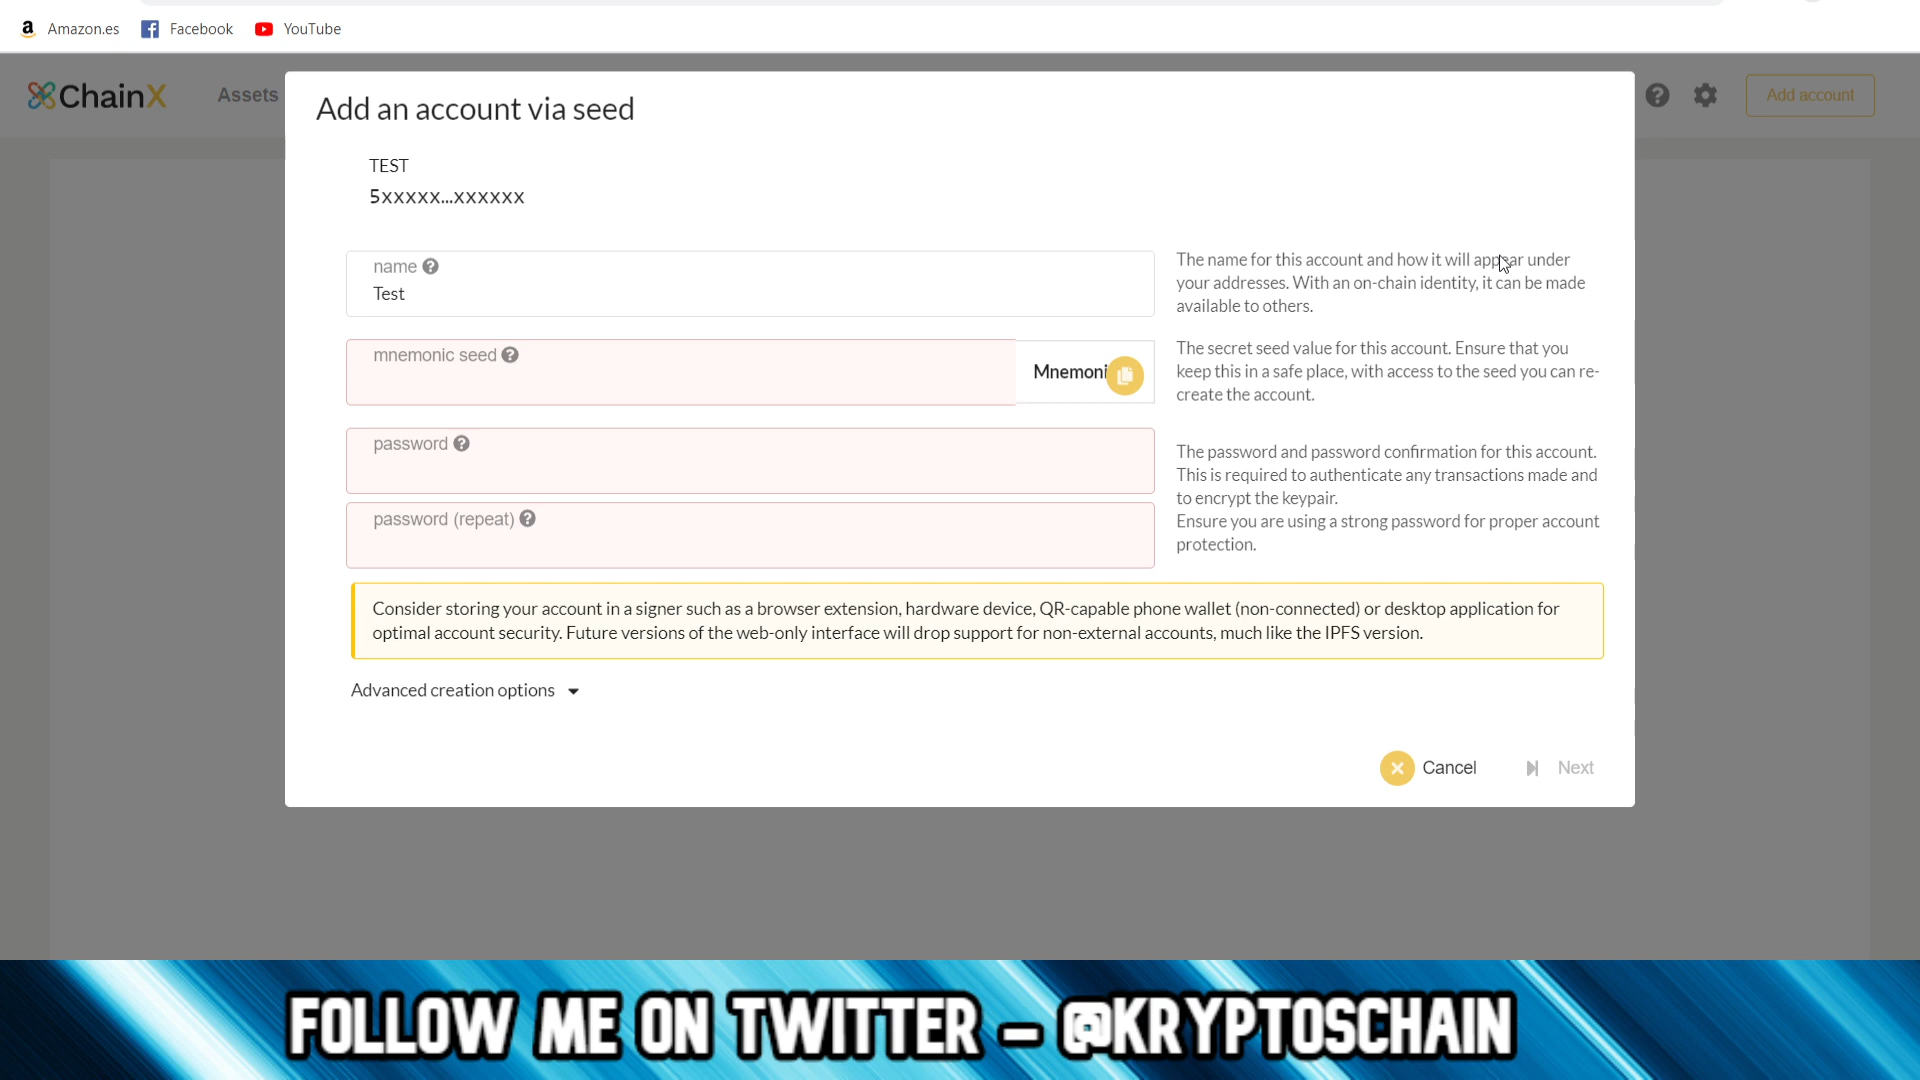 Amazon.es Facebook YouTube
ChainX Assets Add account
Add an account via seed
TEST
5xxxxx...xxxxxx
name
Test
The name for this account and how it will appear under
your addresses. With an on-chain identity, it can be made
available to others.
mnemonic seed
Mnemoni
The secret seed value for this account. Ensure that you
keep this in a safe place, with access to the seed you can re-
create the account.
password
password (repeat)
The password and password confirmation for this account.
This is required to authenticate any transactions made and
to encrypt the keypair.
Ensure you are using a strong password for proper account
protection.
Consider storing your account in a signer such as a browser extension, hardware device, QR-capable phone wallet (non-connected) or desktop application for
optimal account security. Future versions of the web-only interface will drop support for non-external accounts, much like the IPFS version.
Advanced creation options
Cancel Next
FOLLOW ME ON TWITTER – @KRYPTOSCHAIN